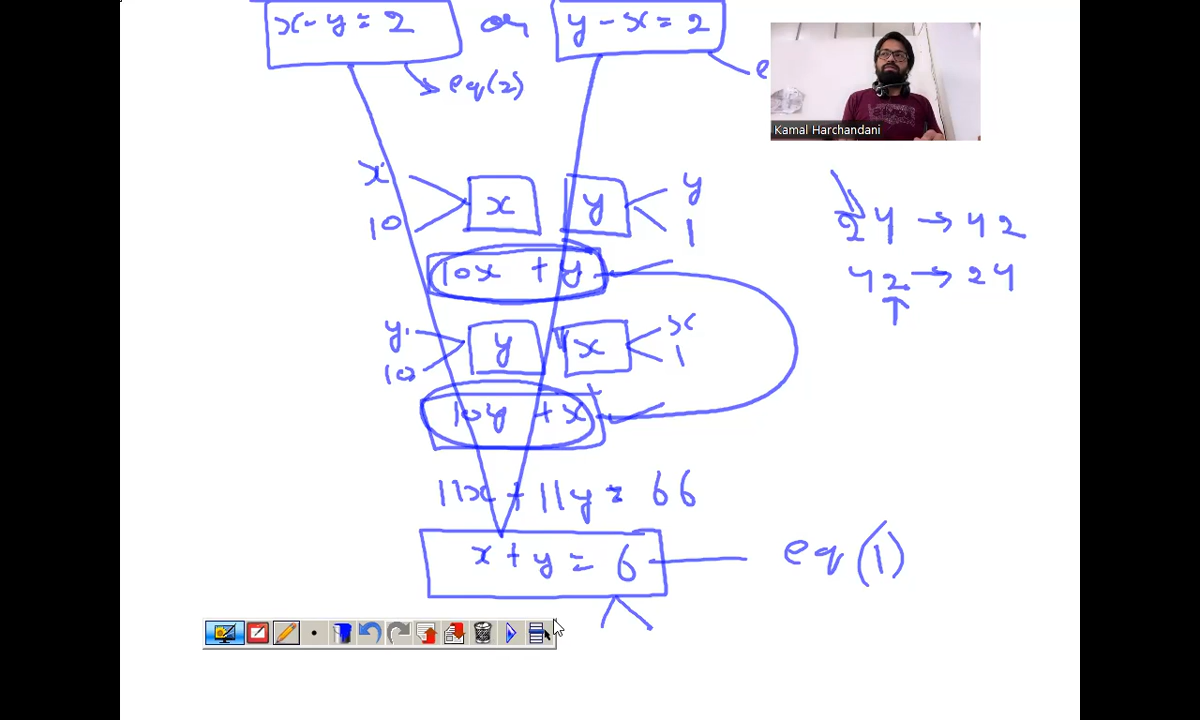 x - y = 2 or y - x = 2
eq(2) e
Kamal Harchandani
x x y y
10 1
24 → 42
10x + y
42 → 24
y y x x
10 1
10y + x
11x + 11y = 66
x + y = 6 eq (1)